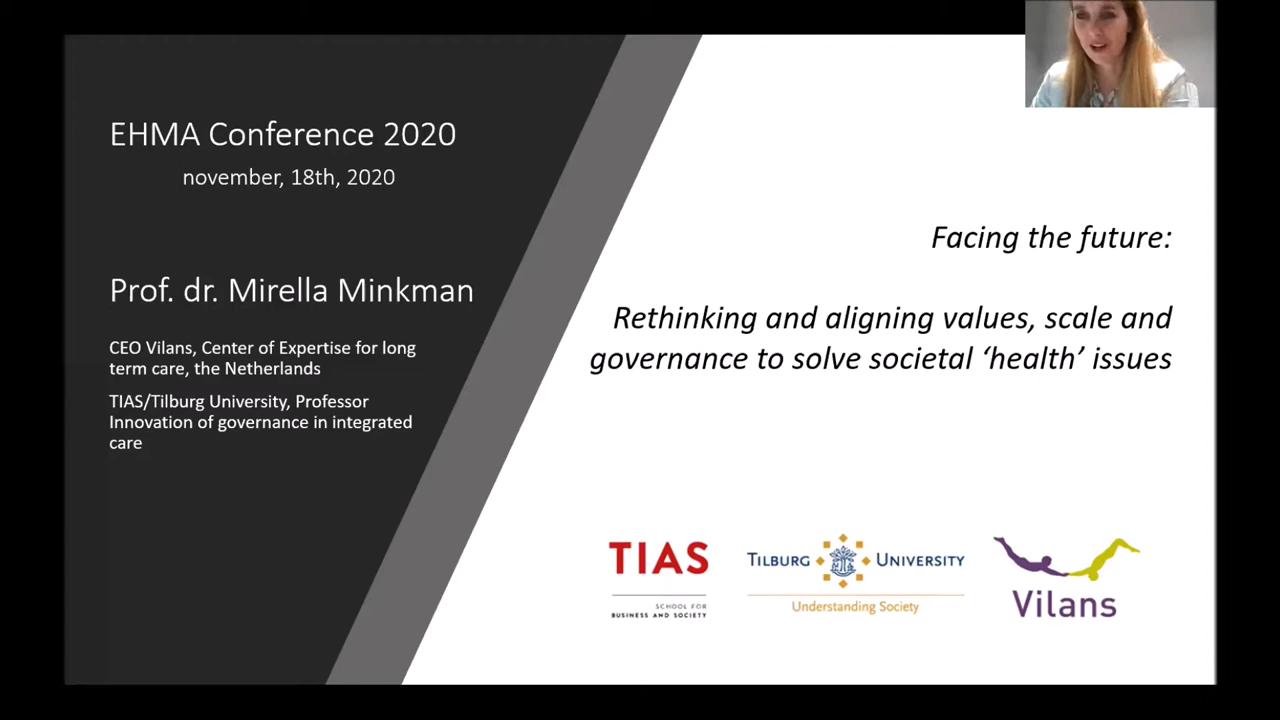 EHMA Conference 2020
november, 18th, 2020
Prof. dr. Mirella Minkman
CEO Vilans, Center of Expertise for long
term care, the Netherlands
TIAS/Tilburg University, Professor
Innovation of governance in integrated
care
Facing the future:
Rethinking and aligning values, scale and
governance to solve societal ‘health’ issues
TIAS
SCHOOL FOR
BUSINESS AND SOCIETY
TILBURG UNIVERSITY
Understanding Society
Vilans